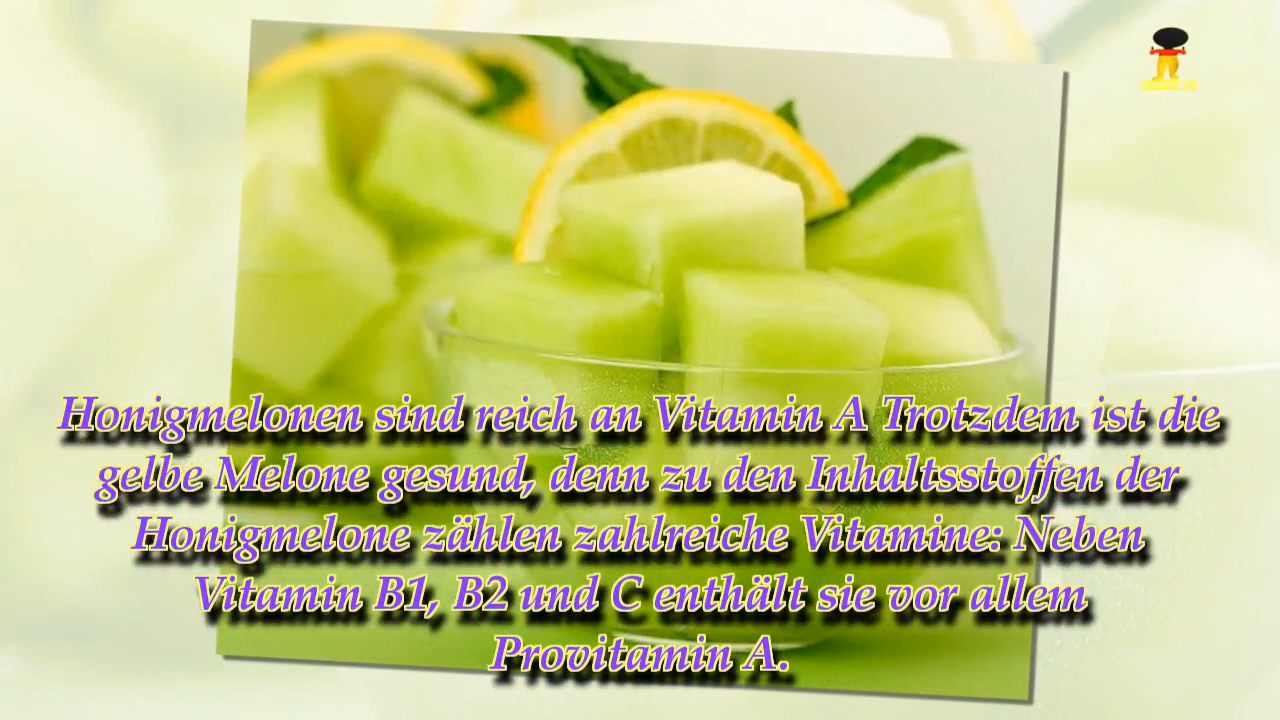 Honigmelonen sind reich an Vitamin A Trotzdem ist die
gelbe Melone gesund, denn zu den Inhaltsstoffen der
Honigmelone zählen zahlreiche Vitamine: Neben
Vitamin B1, B2 und C enthält sie vor allem
Provitamin A.